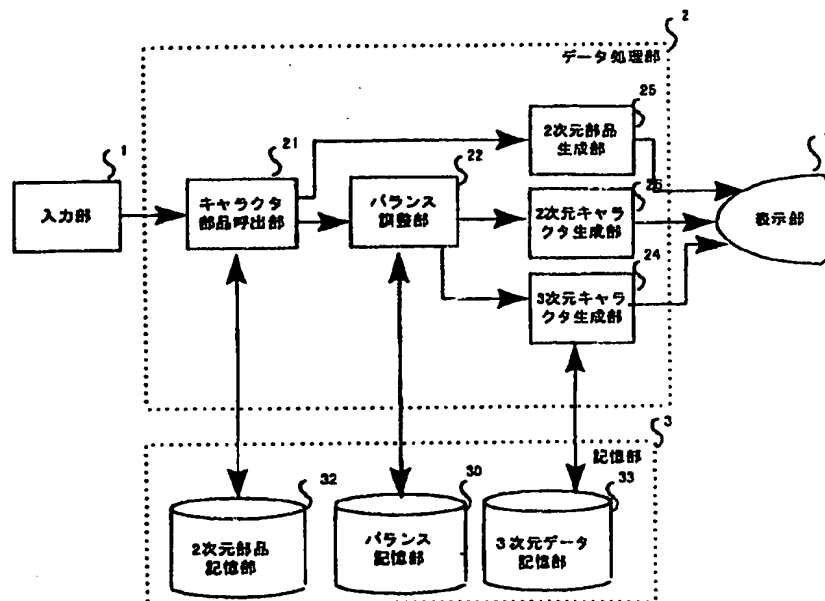 2
データ処理部
25
2次元部品
生成部
1
21
22
入力部
キャラクタ
部品呼出部
バランス
調整部
2次元キャラ
クタ生成部
表示部
24
3次元キャラ
クタ生成部
3
記憶部
32
30
33
2次元部品
記憶部
バランス
記憶部
3次元データ
記憶部